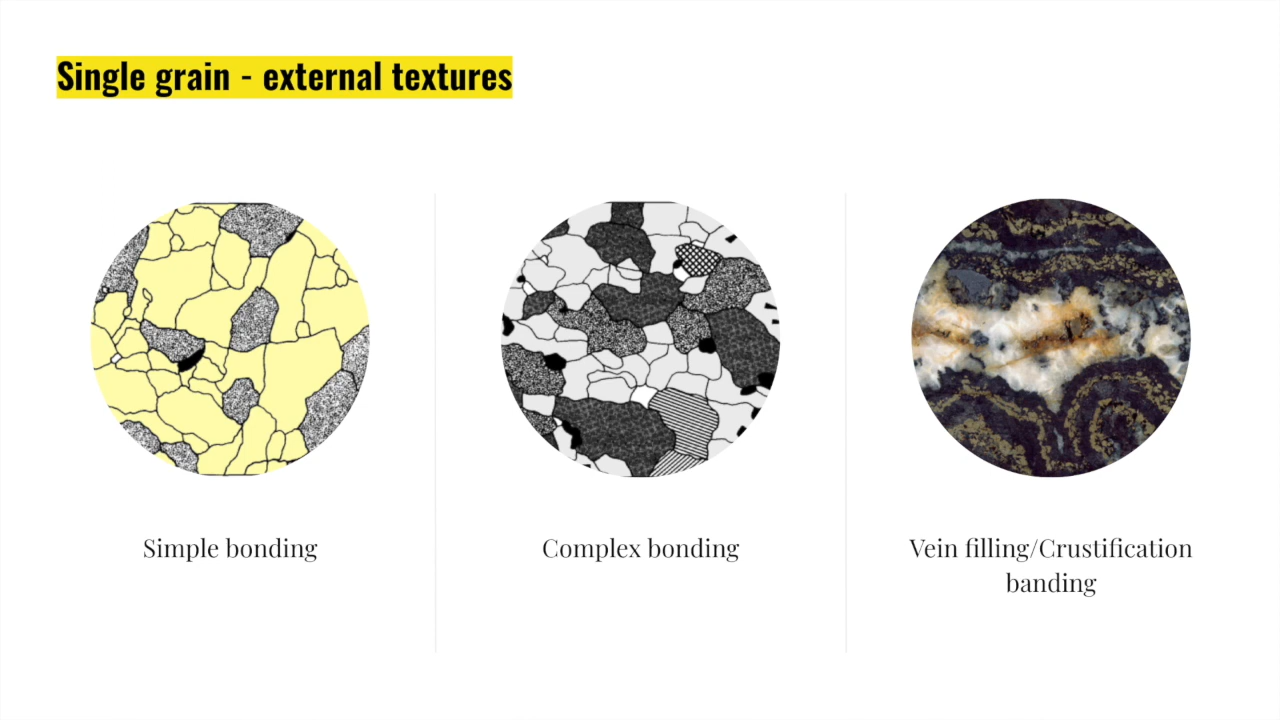 Single grain - external textures
Simple bonding
Complex bonding
Vein filling/Crustification
banding